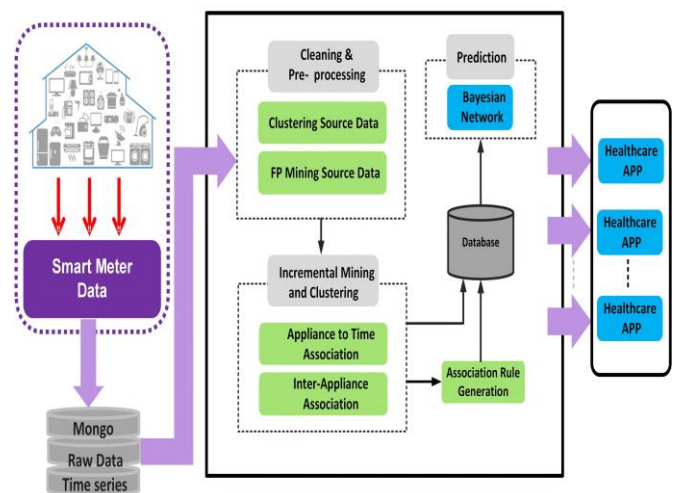 Smart Meter
Data
Mongo
Raw Data
Time series
Cleaning &
Pre- processing
Clustering Source Data
FP Mining Source Data
Incremental Mining
and Clustering
Appliance to Time
Association
Inter-Appliance
Association
Prediction
Bayesian
Network
Database
Association Rule
Generation
Healthcare
APP
Healthcare
APP
Healthcare
APP